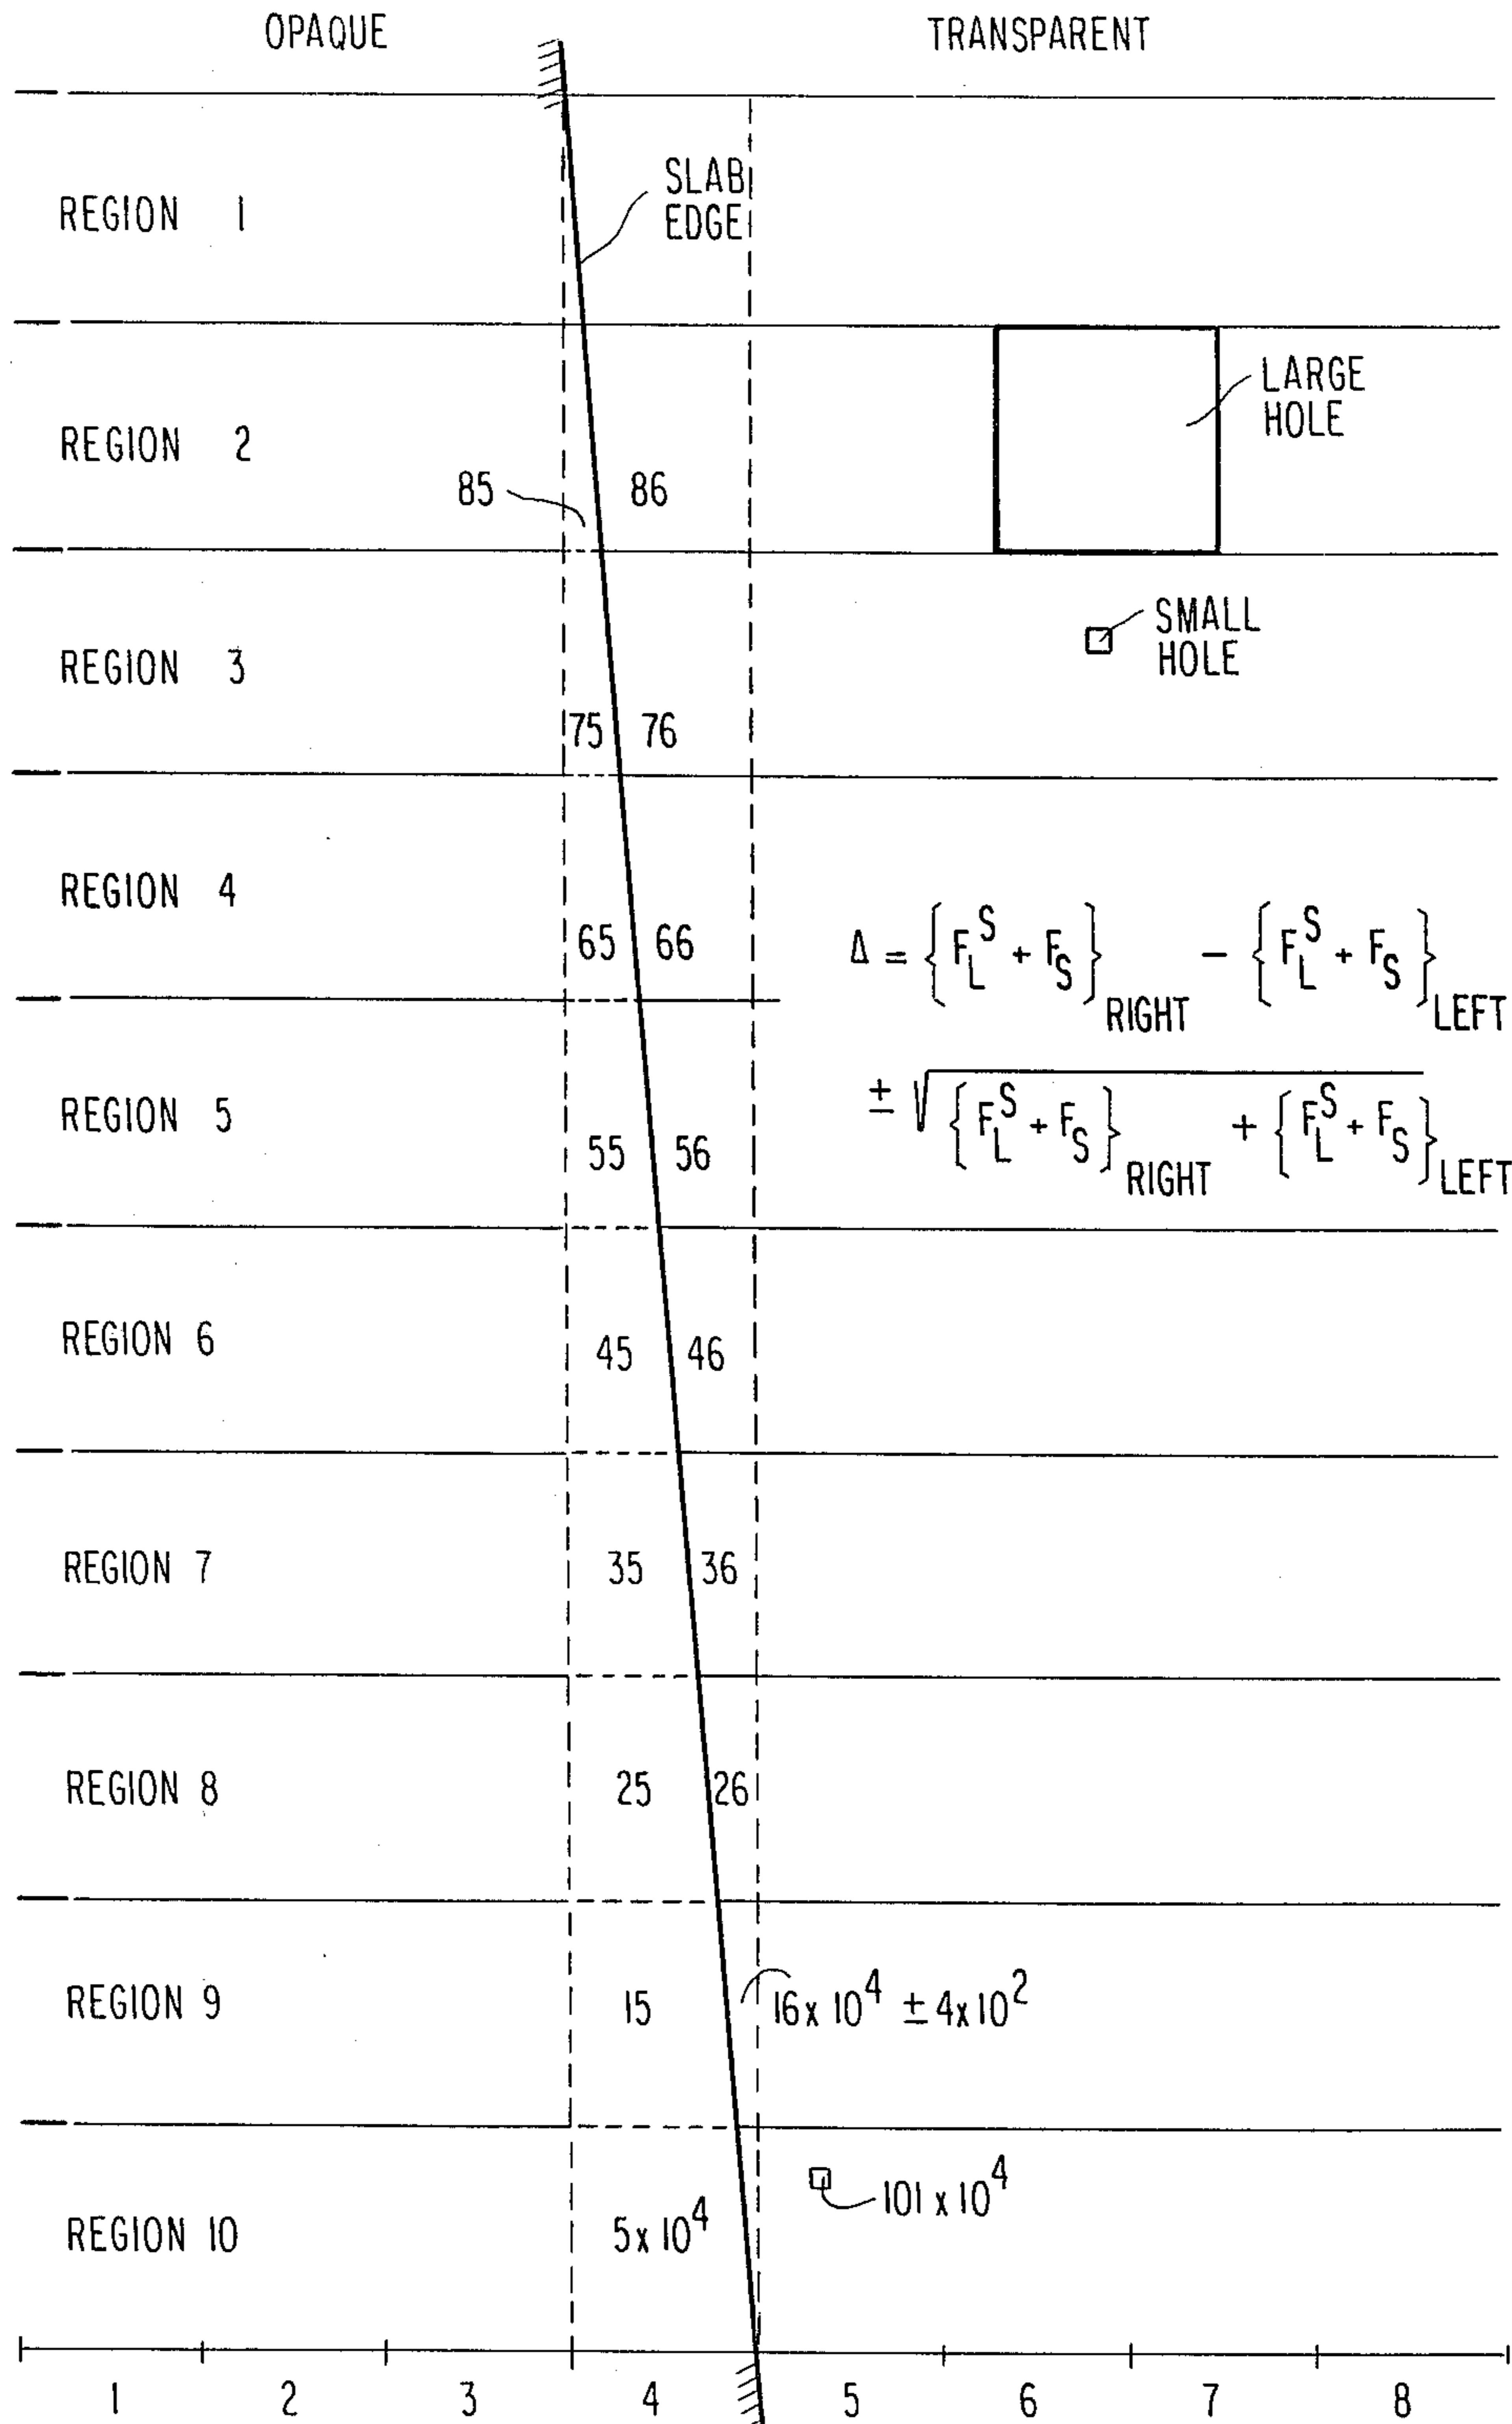 OPAQUE TRANSPARENT
REGION 1
SLAB
EDGE
REGION 2
85 86
LARGE
HOLE
REGION 3
75 76
SMALL
HOLE
REGION 4
65 66
Δ = {F_L^S + F_S}_RIGHT - {F_L^S + F_S}_LEFT
± √{F_L^S + F_S}_RIGHT + {F_L^S + F_S}_LEFT
REGION 5
55 56
REGION 6
45 46
REGION 7
35 36
REGION 8
25 26
REGION 9
15 16 x 10^4 ± 4x10^2
REGION 10
5 x 10^4
101 x 10^4
1 2 3 4 5 6 7 8